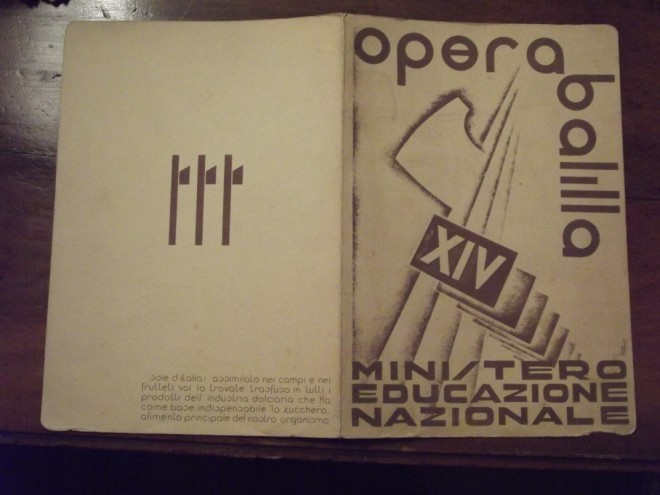 sole d'italia: assimilato nei campi e nei
frutteti voi lo trovate trasfuso in tutti i
prodotti dell' industria dolciaria che ha
come base indispensabile lo zucchero,
alimento principale del nostro organismo
opera
balilla
XIV
MINISTERO
EDUCAZIONE
NAZIONALE